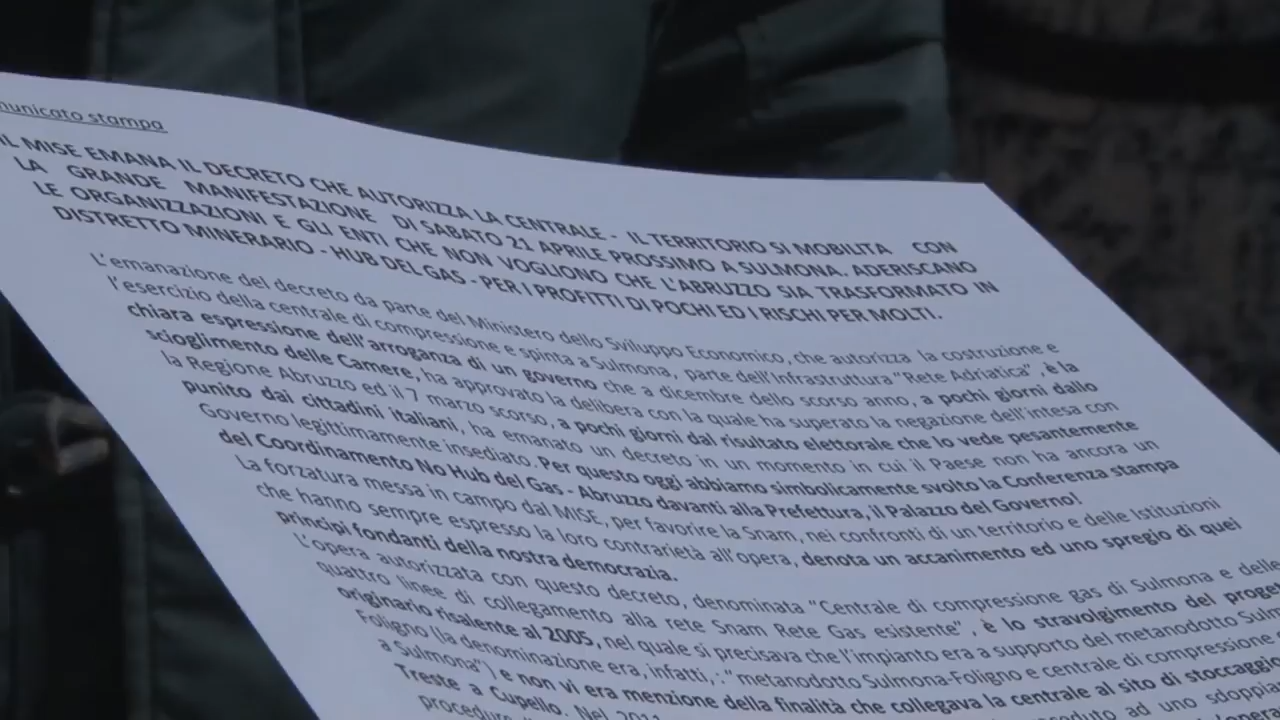 municato stampa
IL MISE EMANA IL DECRETO CHE AUTORIZZA LA CENTRALE - IL TERRITORIO SI MOBILITA CON
LA GRANDE MANIFESTAZIONE DI SABATO 21 APRILE PROSSIMO A SULMONA. ADERISCANO
LE ORGANIZZAZIONI E GLI ENTI CHE NON VOGLIONO CHE L'ABRUZZO SIA TRASFORMATO IN
DISTRETTO MINERARIO - HUB DEL GAS - PER I PROFITTI DI POCHI ED I RISCHI PER MOLTI.
L'emanazione del decreto da parte del Ministero dello Sviluppo Economico, che autorizza la costruzione e
l'esercizio della centrale di compressione e spinta a Sulmona, parte dell'Infrastruttura "Rete Adriatica", è la
chiara espressione dell'arroganza di un governo che a dicembre dello scorso anno, a pochi giorni dallo
scioglimento delle Camere, ha approvato la delibera con la quale ha superato la negazione dell'intesa con
la Regione Abruzzo ed il 7 marzo scorso, a pochi giorni dal risultato elettorale che lo vede pesantemente
punito dai cittadini italiani, ha emanato un decreto in un momento in cui il Paese non ha ancora un
Governo legittimamente insediato. Per questo oggi abbiamo simbolicamente svolto la Conferenza stampa
del Coordinamento No Hub del Gas - Abruzzo davanti alla Prefettura, il Palazzo del Governo!
La forzatura messa in campo dal MISE, per favorire la Snam, nei confronti di un territorio e delle Istituzioni
che hanno sempre espresso la loro contrarietà all'opera, denota un accanimento ed uno spregio di quei
principi fondanti della nostra democrazia.
L'opera autorizzata con questo decreto, denominata "Centrale di compressione gas di Sulmona e delle
quattro linee di collegamento alla rete Snam Rete Gas esistente", è lo stravolgimento del proge
originario risalente al 2005, nel quale si precisava che l'impianto era a supporto del metanodotto Sulm
Foligno (la denominazione era, infatti, :" metanodotto Sulmona-Foligno e centrale di compressione
a Sulmona") e non vi era menzione della finalità che collegava la centrale al sito di stoccaggio
Treste a Cupello. Nel 2011 ad uno sdoppia
procedure